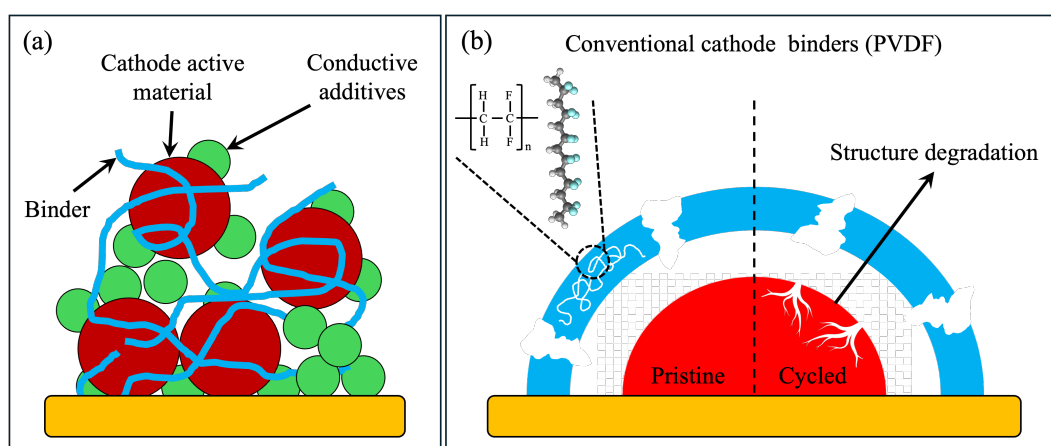 (a)
Cathode active
material
Conductive
additives
Binder
(b)
Conventional cathode binders (PVDF)
H F
C C
H F
n
Structure degradation
Pristine
Cycled